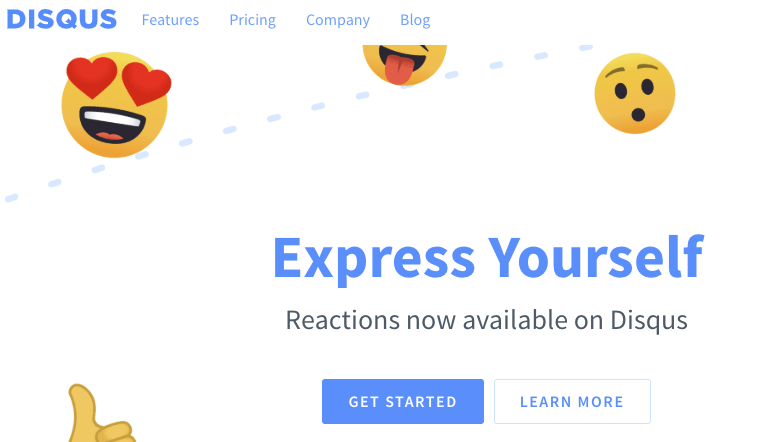 DISQUS Features Pricing Company Blog
Express Yourself
Reactions now available on Disqus
GET STARTED LEARN MORE